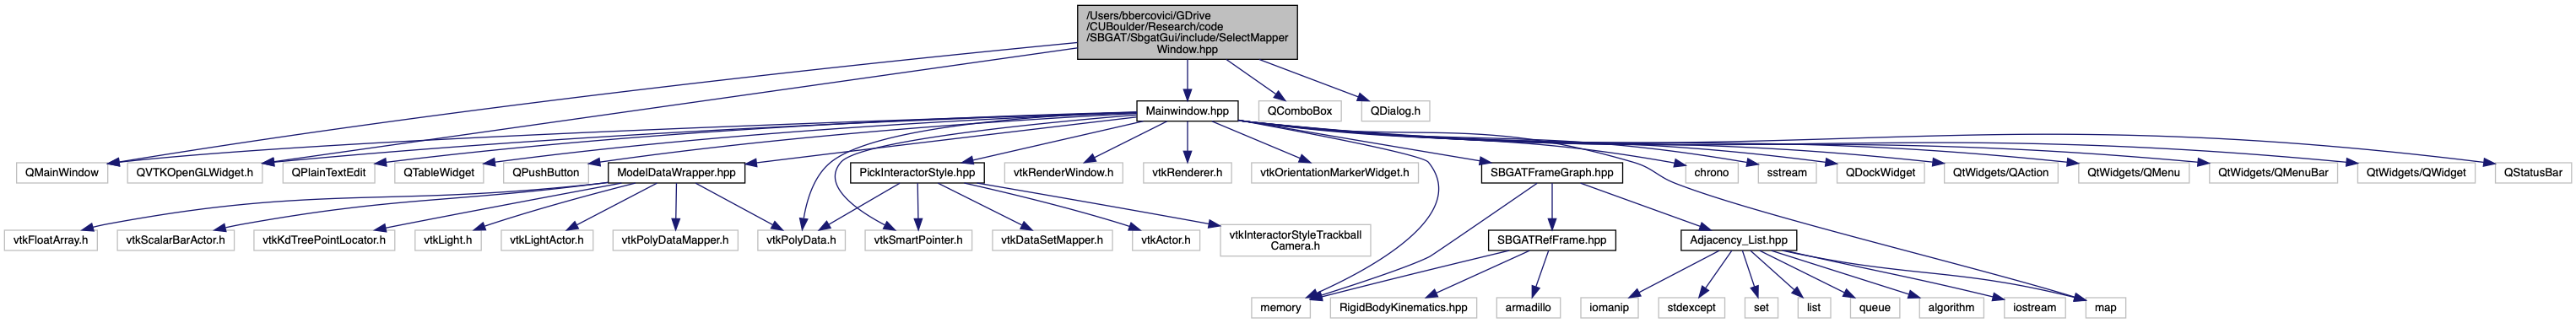 /Users/bbercovici/GDrive
/CUBoulder/Research/code
/SBGAT/SbgatGui/include/SelectMapper
Window.hpp
Mainwindow.hpp
QComboBox
QDialog.h
QMainWindow
QVTKOpenGLWidget.h
QPlainTextEdit
QTableWidget
QPushButton
ModelDataWrapper.hpp
PickInteractorStyle.hpp
vtkRenderWindow.h
vtkRenderer.h
vtkOrientationMarkerWidget.h
SBGATFrameGraph.hpp
chrono
sstream
QDockWidget
QtWidgets/QAction
QtWidgets/QMenu
QtWidgets/QMenuBar
QtWidgets/QWidget
QStatusBar
vtkFloatArray.h
vtkScalarBarActor.h
vtkKdTreePointLocator.h
vtkLight.h
vtkLightActor.h
vtkPolyDataMapper.h
vtkPolyData.h
vtkSmartPointer.h
vtkDataSetMapper.h
vtkActor.h
vtkInteractorStyleTrackball
Camera.h
SBGATRefFrame.hpp
Adjacency_List.hpp
memory
RigidBodyKinematics.hpp
armadillo
iomanip
stdexcept
set
list
queue
algorithm
iostream
map